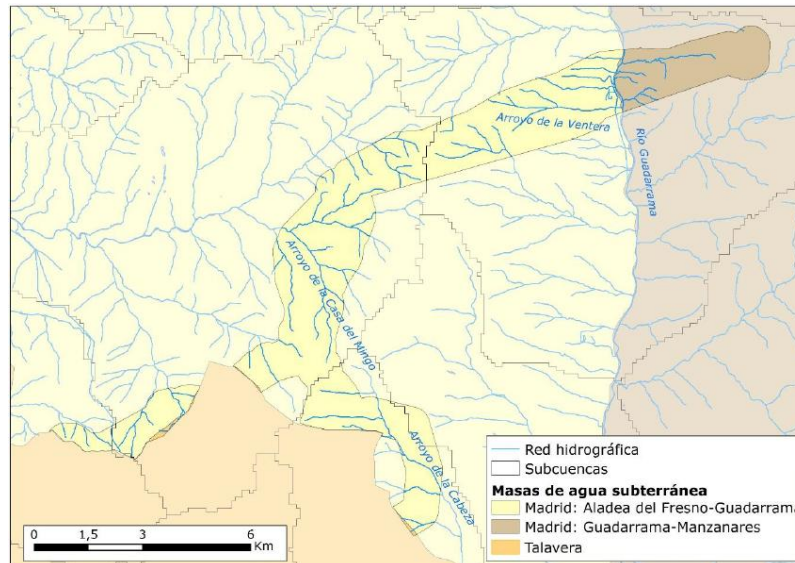 Arroyo de la Ventera
Río Guadarrama
Arroyo de la Casa del Mingo
Arroyo de la Cabeza
Red hidrográfica
Subcuencas
Masas de agua subterránea
Madrid: Aladea del Fresno-Guadarrama
Madrid: Guadarrama-Manzanares
Talavera
0 1,5 3 6
Km